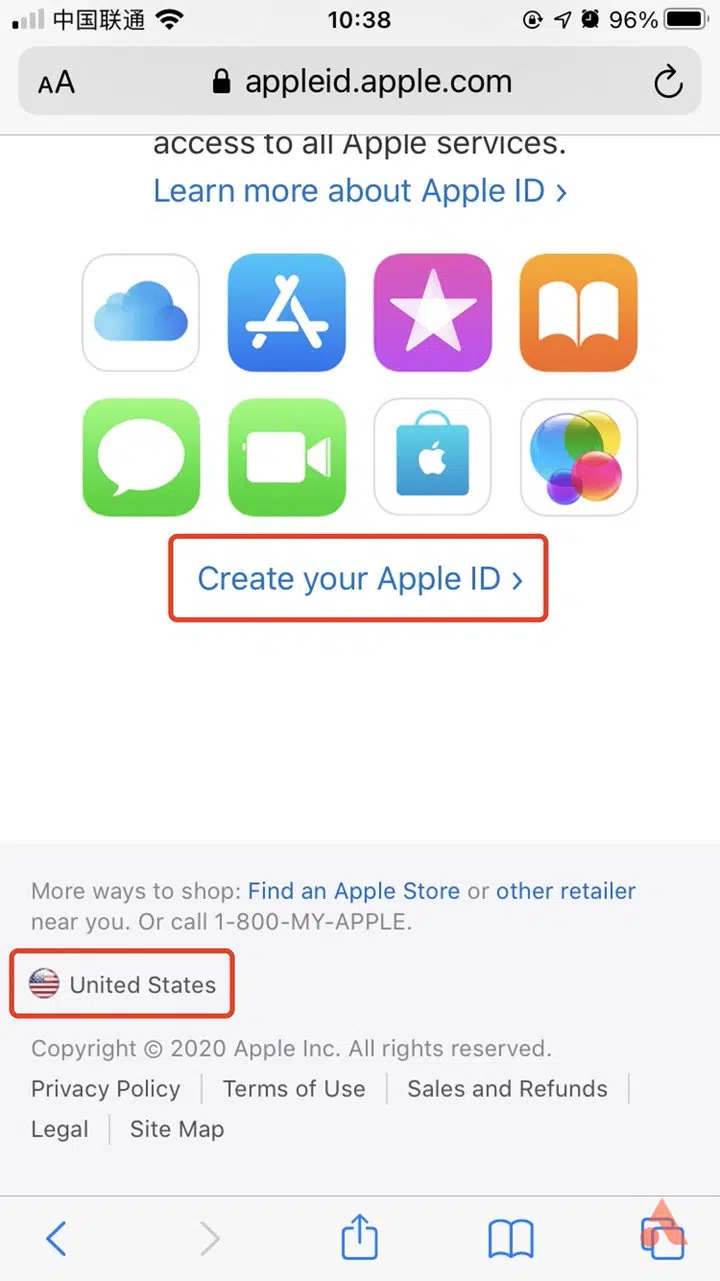 中国联通 10:38 96%
AA appleid.apple.com
access to all Apple services.
Learn more about Apple ID ›
Create your Apple ID ›
More ways to shop: Find an Apple Store or other retailer
near you. Or call 1-800-MY-APPLE.
United States
Copyright © 2020 Apple Inc. All rights reserved.
Privacy Policy | Terms of Use | Sales and Refunds |
Legal | Site Map